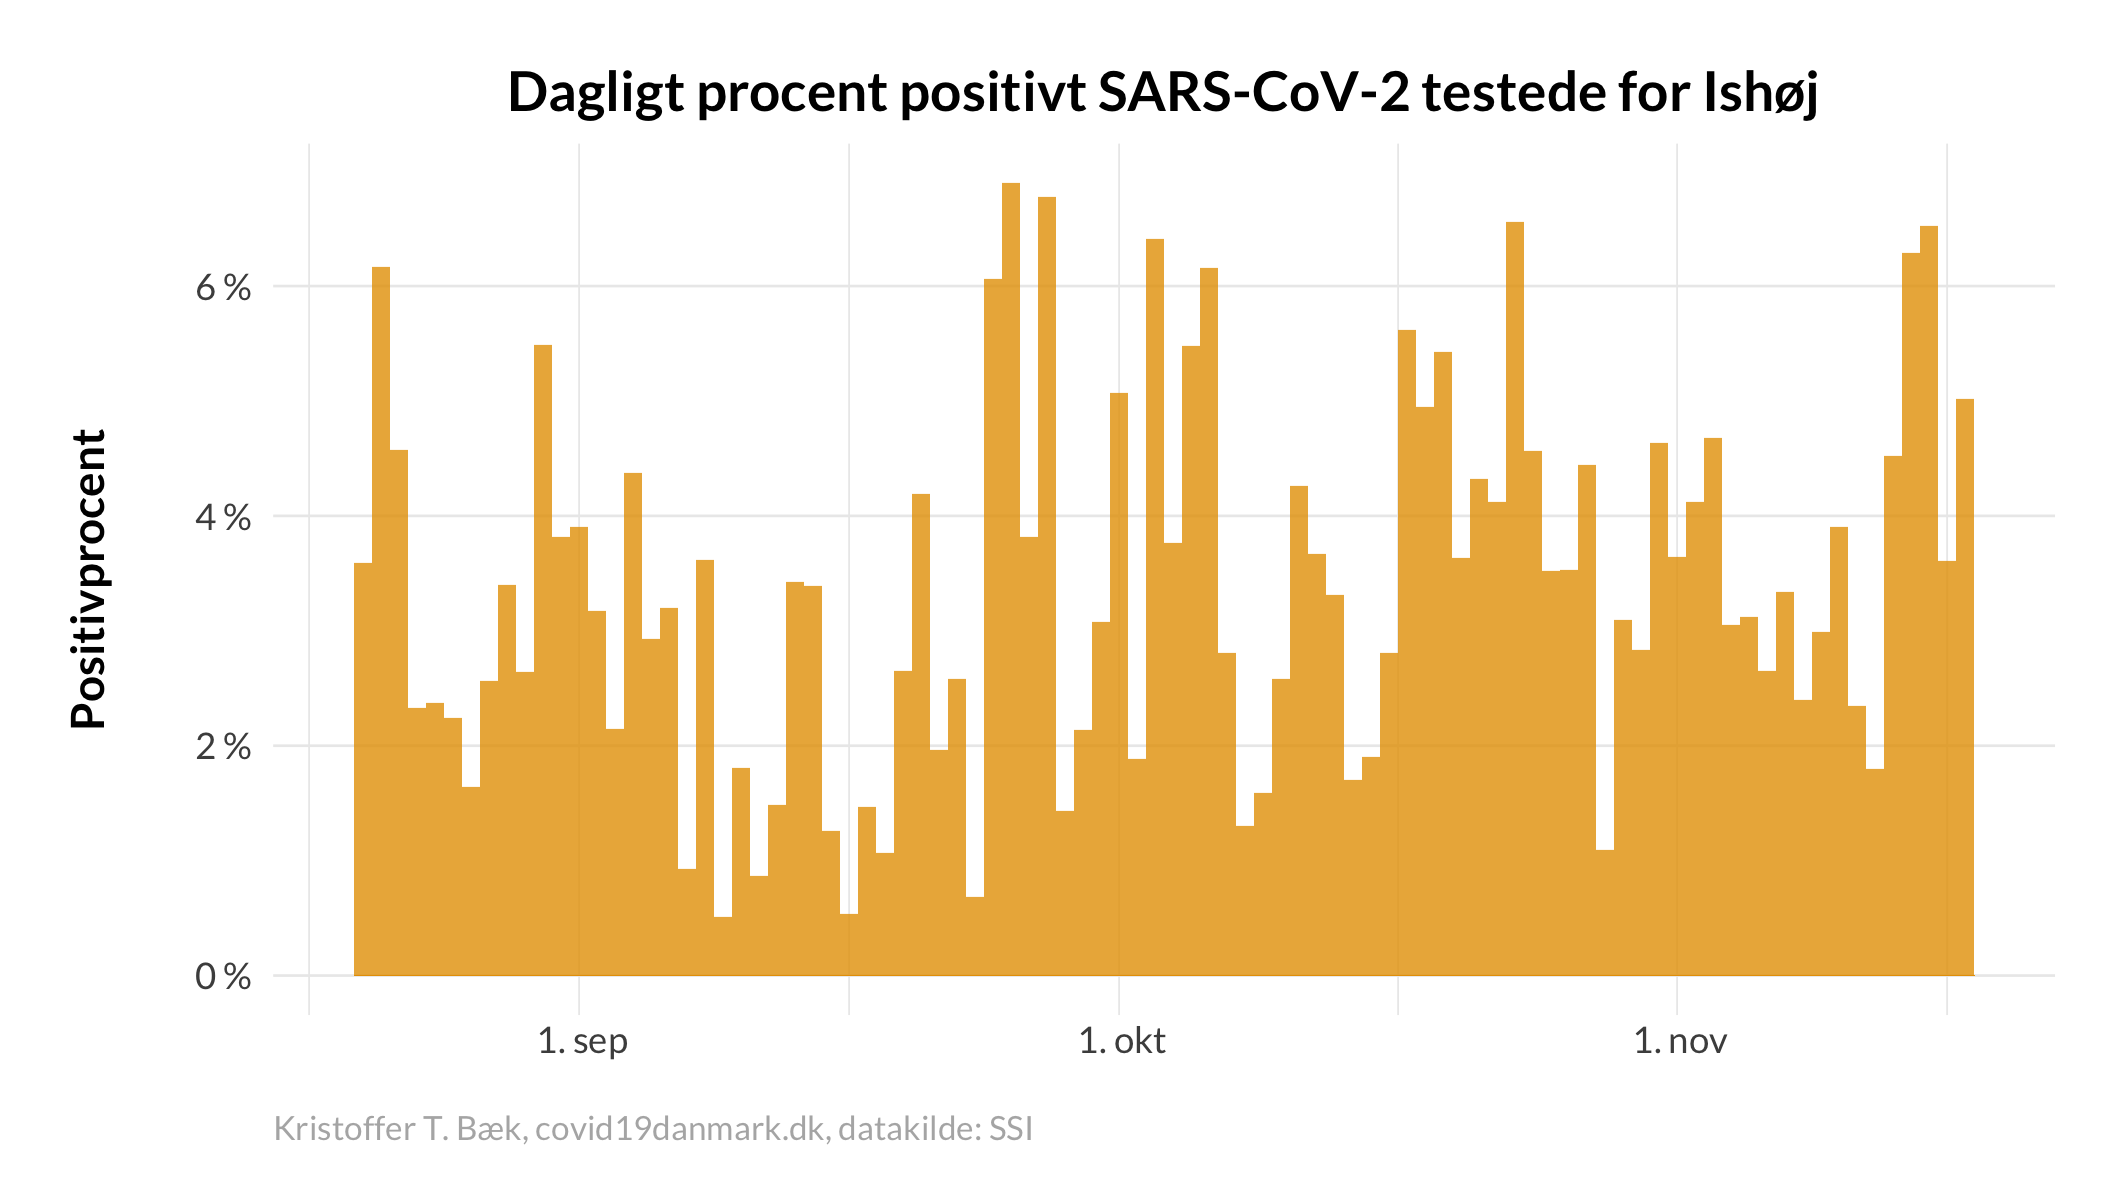 Dagligt procent positivt SARS-CoV-2 testede for Ishøj
Positivprocent
6 %
4 %
2 %
0 %
1. sep
1. okt
1. nov
Kristoffer T. Bæk, covid19danmark.dk, datakilde: SSI